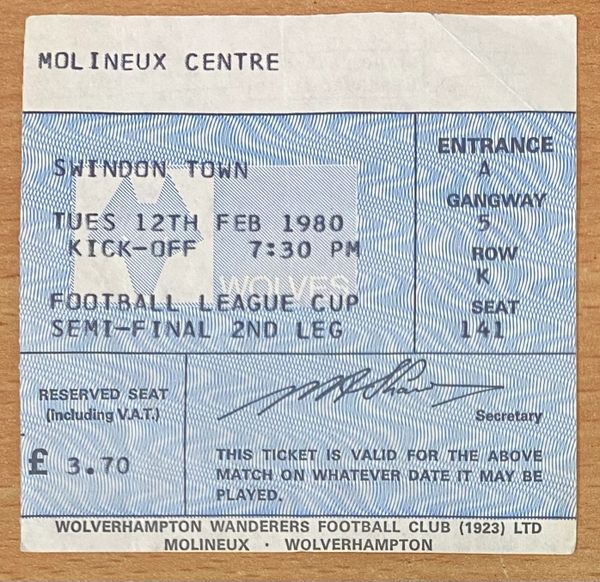 MOLINEUX CENTRE
SWINDON TOWN
TUES 12TH FEB 1980
KICK-OFF 7:30 PM
WOLVES
FOOTBALL LEAGUE CUP
SEMI-FINAL 2ND LEG
ENTRANCE
A
GANGWAY
5
ROW
K
SEAT
141
RESERVED SEAT
(including V.A.T.)
£ 3.70
Secretary
THIS TICKET IS VALID FOR THE ABOVE
MATCH ON WHATEVER DATE IT MAY BE
PLAYED.
WOLVERHAMPTON WANDERERS FOOTBALL CLUB (1923) LTD
MOLINEUX · WOLVERHAMPTON